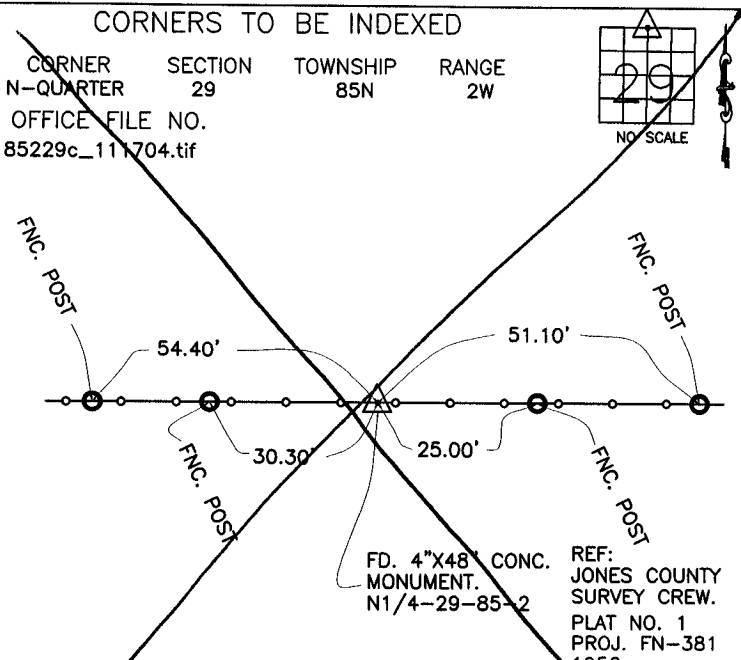 CORNERS TO BE INDEXED
CORNER SECTION TOWNSHIP RANGE
N-QUARTER 29 85N 2W
OFFICE FILE NO.
85229c_111704.tif
29
NO SCALE
FNC. POST
FNC. POST
54.40'
51.10'
30.30'
25.00'
FNC. POST
FNC. POST
FD. 4"X48" CONC.
MONUMENT.
N1/4-29-85-2
REF:
JONES COUNTY
SURVEY CREW.
PLAT NO. 1
PROJ. FN-381